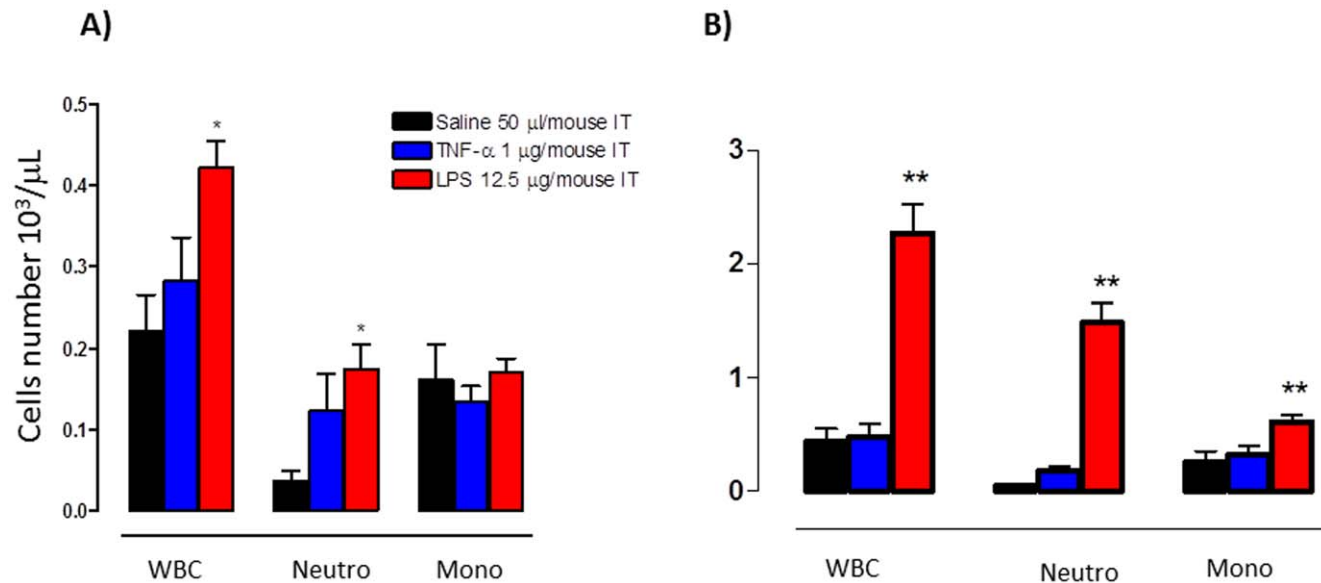 A)
B)
Cells number 10³/µL
0.5
0.4
0.3
0.2
0.1
0.0
*
*
Saline 50 µl/mouse IT
TNF-α 1 µg/mouse IT
LPS 12.5 µg/mouse IT
WBC
Neutro
Mono
3
2
1
0
**
**
**
WBC
Neutro
Mono